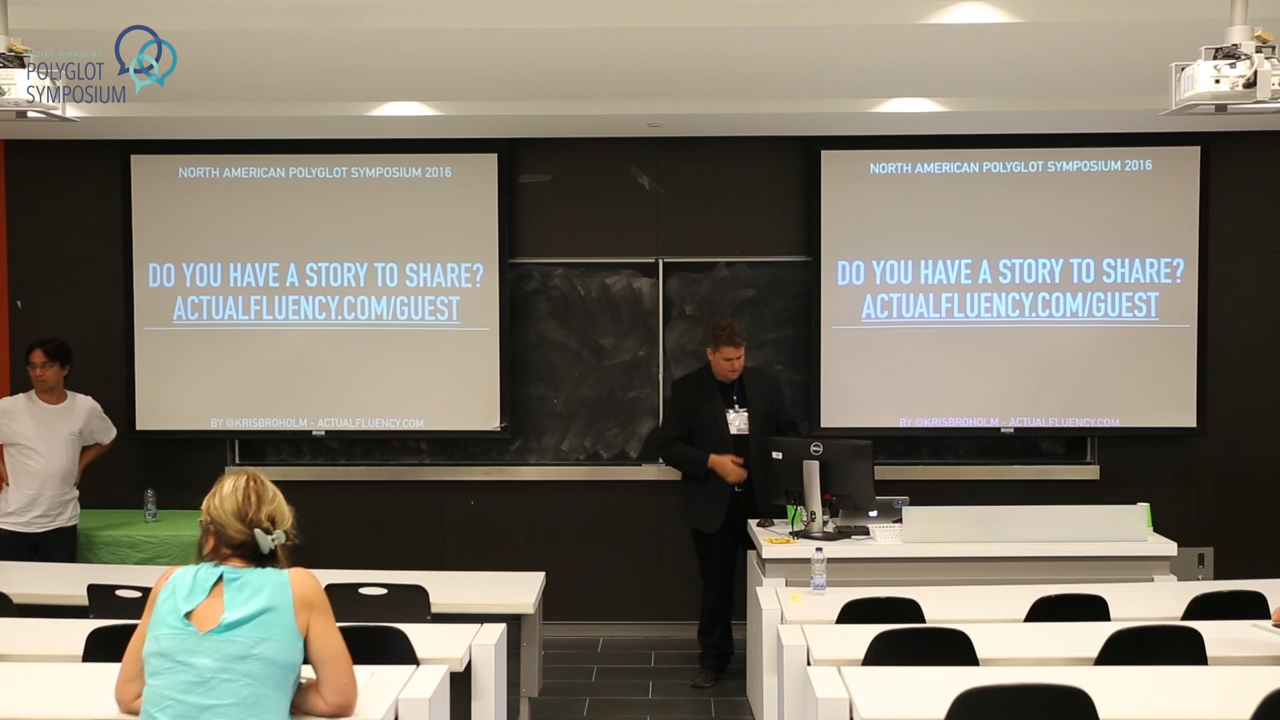 North American
POLYGLOT
SYMPOSIUM
NORTH AMERICAN POLYGLOT SYMPOSIUM 2016
DO YOU HAVE A STORY TO SHARE?
ACTUALFLUENCY.COM/GUEST
BY @KRISBROHOLM - ACTUALFLUENCY.COM
NORTH AMERICAN POLYGLOT SYMPOSIUM 2016
DO YOU HAVE A STORY TO SHARE?
ACTUALFLUENCY.COM/GUEST
BY @KRISBROHOLM - ACTUALFLUENCY.COM
DELL